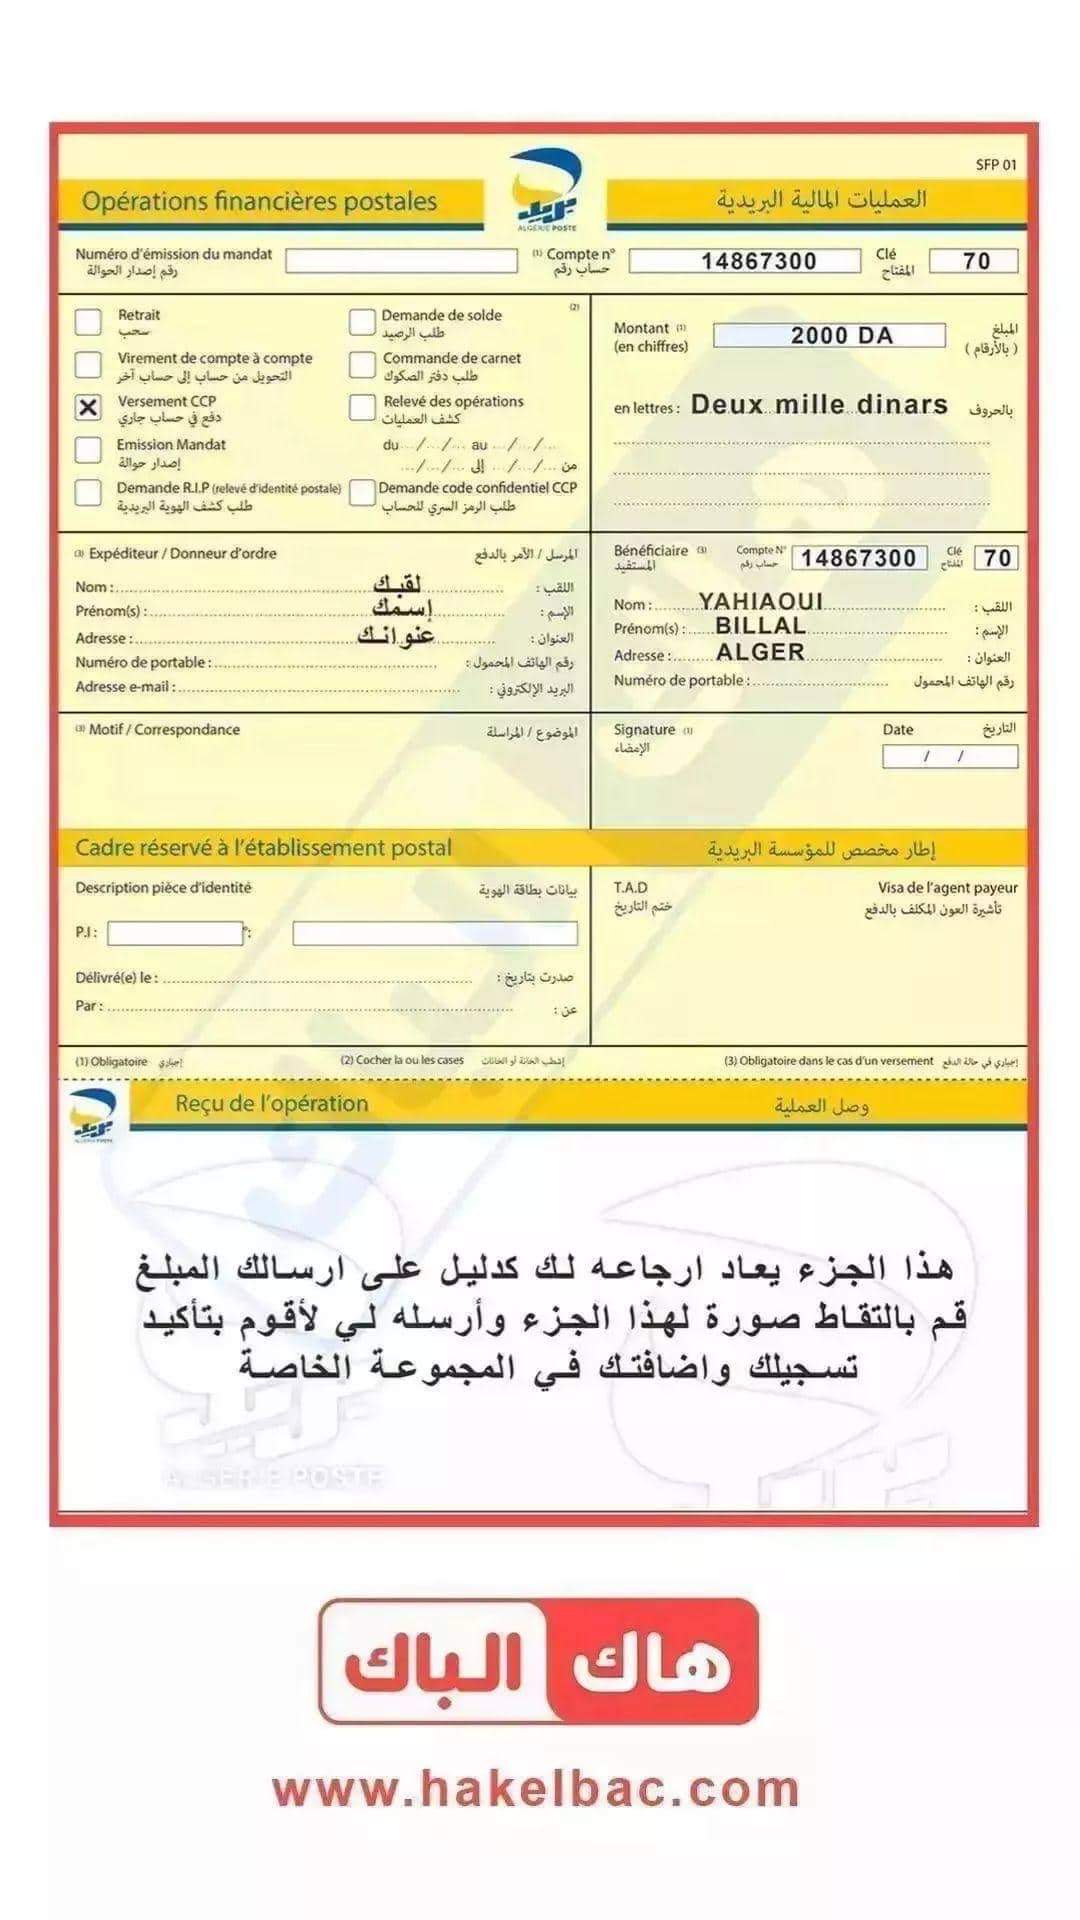 SFP 01
Opérations financières postales
العمليات المالية البريدية
ALGÉRIE POSTE
Numéro d'émission du mandat
رقم إصدار الحوالة
(1) Compte n° 14867300 Clé 70
حساب رقم المفتاح
Retrait
سحب
Virement de compte à compte
التحويل من حساب إلى حساب آخر
X Versement CCP
دفع في حساب جاري
Emission Mandat
إصدار حوالة
Demande R.I.P (relevé d'identité postale)
طلب كشف الهوية البريدية
(2)
Demande de solde
طلب الرصيد
Commande de carnet
طلب دفتر الصكوك
Relevé des opérations
كشف العمليات
du .../.../... au .../.../...
من .../.../... إلى .../.../...
Demande code confidentiel CCP
طلب الرمز السري للحساب
Montant (1) 2000 DA المبلغ
(en chiffres) (بالأرقام)
en lettres : Deux mille dinars بالحروف
(3) Expéditeur / Donneur d'ordre المرسل / الآمر بالدفع
Nom : لقبك اللقب :
Prénom(s) : إسمك الإسم :
Adresse : عنوانك العنوان :
Numéro de portable : رقم الهاتف المحمول :
Adresse e-mail : البريد الإلكتروني :
Bénéficiaire (3) Compte N° 14867300 Clé 70
المستفيد حساب رقم المفتاح
Nom : YAHIAOUI اللقب :
Prénom(s) : BILLAL الإسم :
Adresse : ALGER العنوان :
Numéro de portable : رقم الهاتف المحمول
(3) Motif / Correspondance الموضوع / المراسلة
Signature (1) Date التاريخ
الإمضاء
/ /
Cadre réservé à l'établissement postal
إطار مخصص للمؤسسة البريدية
Description pièce d'identité بيانات بطاقة الهوية
P.I : °:
Délivré(e) le : صدرت بتاريخ :
Par : عن :
T.A.D Visa de l'agent payeur
ختم التاريخ تأشيرة العون المكلف بالدفع
(1) Obligatoire إجباري (2) Cocher la ou les cases إشطب الخانة أو الخانات (3) Obligatoire dans le cas d'un versement إجباري في حالة الدفع
Reçu de l'opération
وصل العملية
هذا الجزء يعاد ارجاعه لك كدليل على ارسالك المبلغ
قم بالتقاط صورة لهذا الجزء وأرسله لي لأقوم بتأكيد
تسجيلك واضافتك في المجموعة الخاصة
ALGERIE POSTE
هاك الباك
www.hakelbac.com